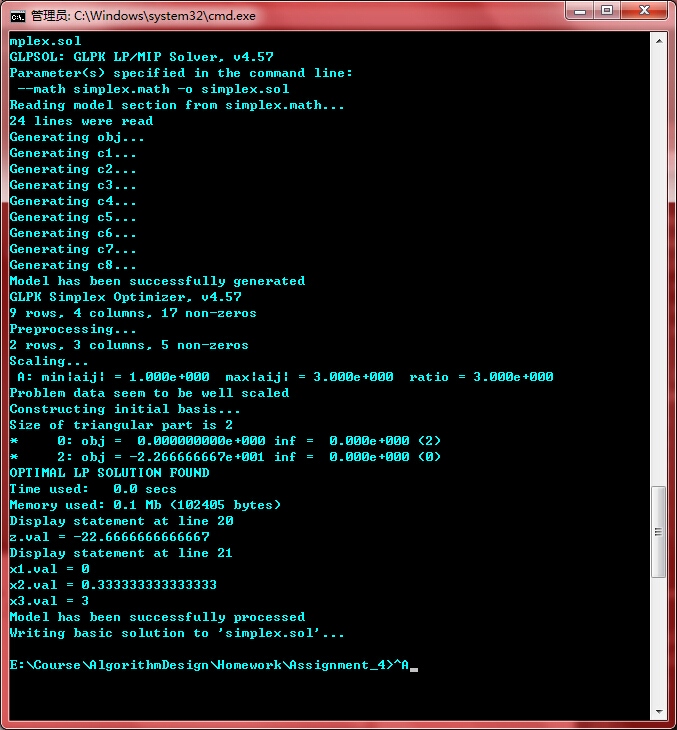 管理员: C:\Windows\system32\cmd.exe
mplex.sol
GLPSOL: GLPK LP/MIP Solver, v4.57
Parameter(s) specified in the command line:
 --math simplex.math -o simplex.sol
Reading model section from simplex.math...
24 lines were read
Generating obj...
Generating c1...
Generating c2...
Generating c3...
Generating c4...
Generating c5...
Generating c6...
Generating c7...
Generating c8...
Model has been successfully generated
GLPK Simplex Optimizer, v4.57
9 rows, 4 columns, 17 non-zeros
Preprocessing...
2 rows, 3 columns, 5 non-zeros
Scaling...
 A: min|aij| = 1.000e+000  max|aij| = 3.000e+000  ratio = 3.000e+000
Problem data seem to be well scaled
Constructing initial basis...
Size of triangular part is 2
*     0: obj =  0.000000000e+000 inf =  0.000e+000 (2)
*     2: obj = -2.266666667e+001 inf =  0.000e+000 (0)
OPTIMAL LP SOLUTION FOUND
Time used:   0.0 secs
Memory used: 0.1 Mb (102405 bytes)
Display statement at line 20
z.val = -22.6666666666667
Display statement at line 21
x1.val = 0
x2.val = 0.333333333333333
x3.val = 3
Model has been successfully processed
Writing basic solution to 'simplex.sol'...
E:\Course\AlgorithmDesign\Homework\Assignment_4>^A